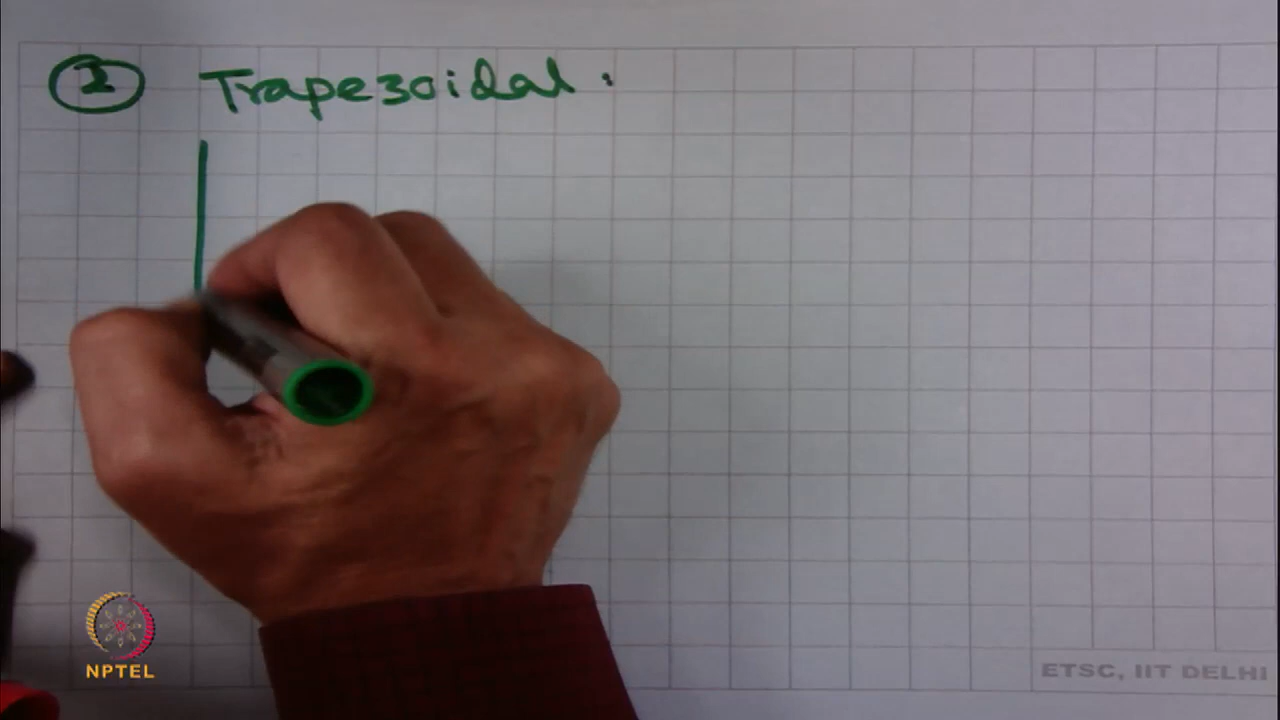 ② Trapezoidal .
NPTEL
ETSC, IIT DELHI